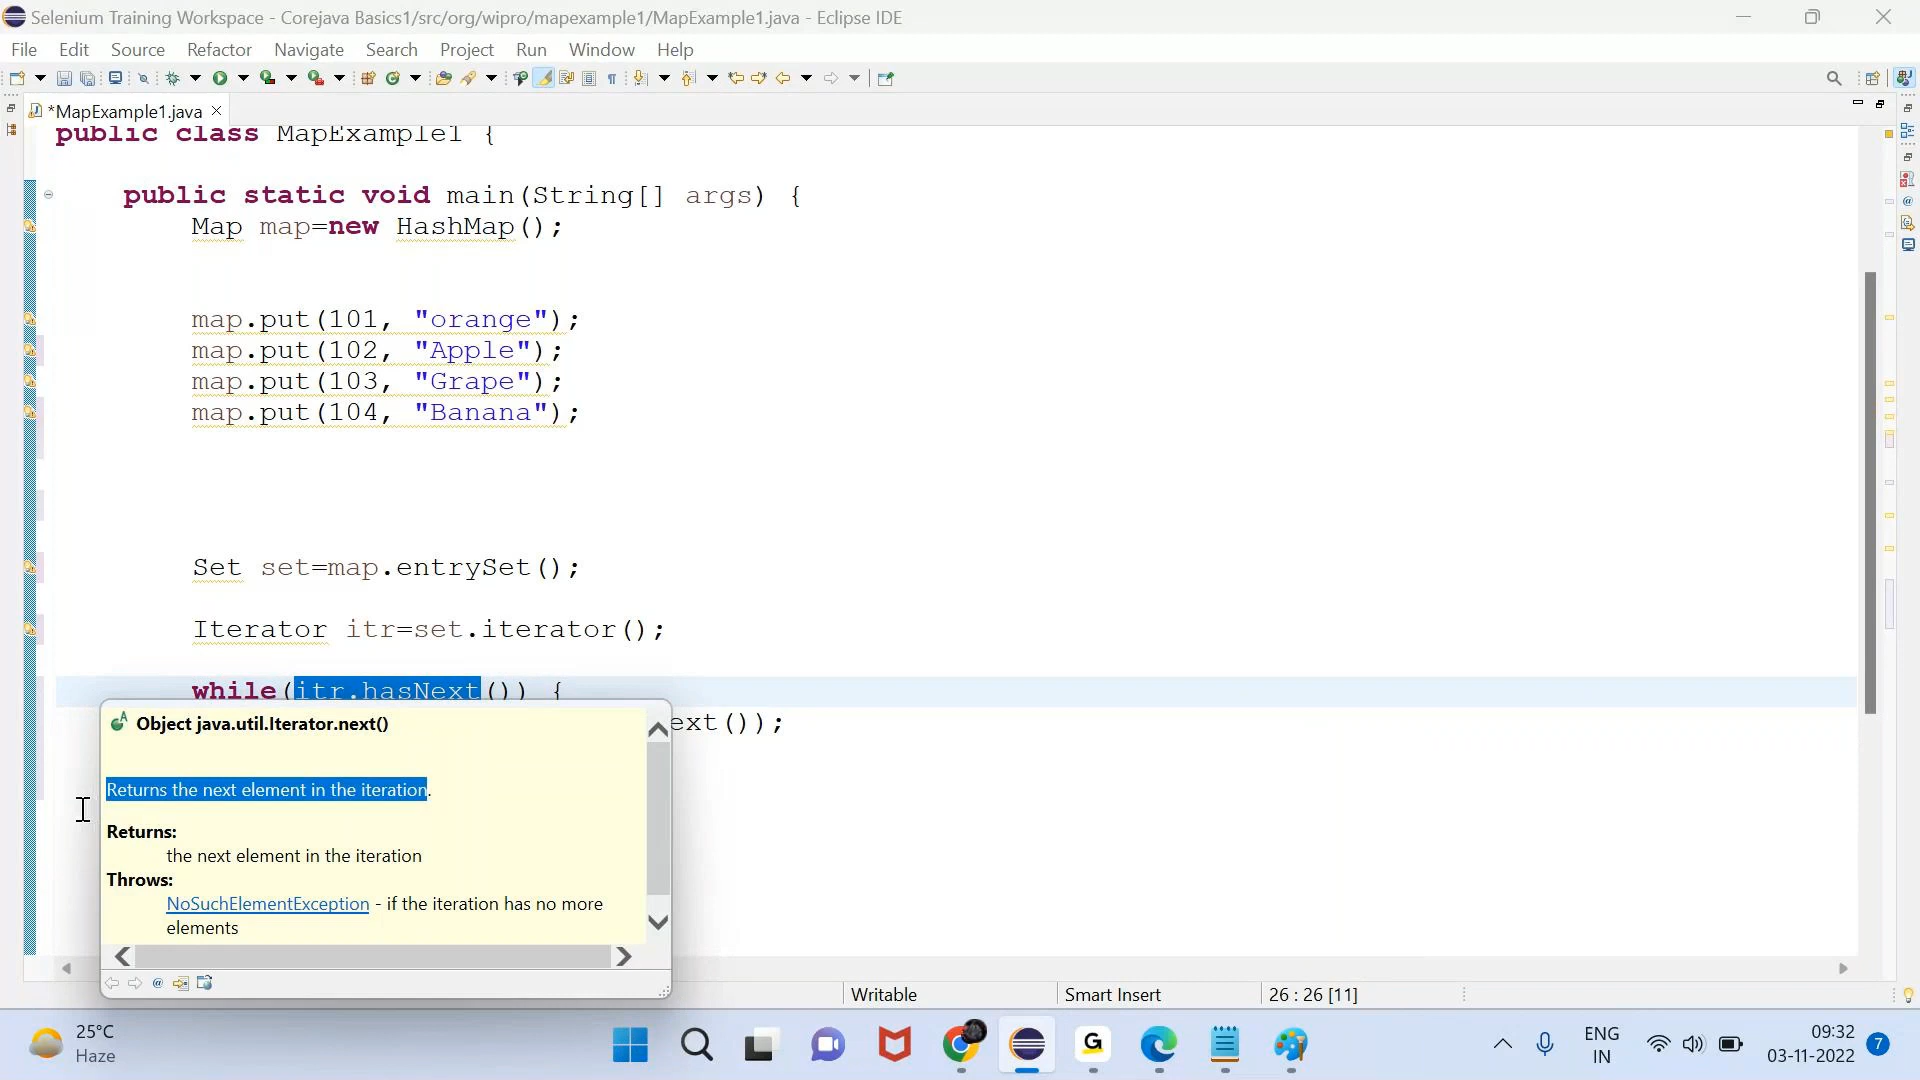 Selenium Training Workspace - Corejava Basics1/src/org/wipro/mapexample1/MapExample1.java - Eclipse IDE
File Edit Source Refactor Navigate Search Project Run Window Help
*MapExample1.java
public class MapExample1 {
public static void main(String[] args) {
Map map=new HashMap();
map.put(101, "orange");
map.put(102, "Apple");
map.put(103, "Grape");
map.put(104, "Banana");
Set set=map.entrySet();
Iterator itr=set.iterator();
while(itr.hasNext()) {
ext());
Object java.util.Iterator.next()
Returns the next element in the iteration.
Returns:
the next element in the iteration
Throws:
NoSuchElementException - if the iteration has no more
elements
Writable Smart Insert 26 : 26 [11]
25°C
Haze
ENG
IN
09:32
03-11-2022
7